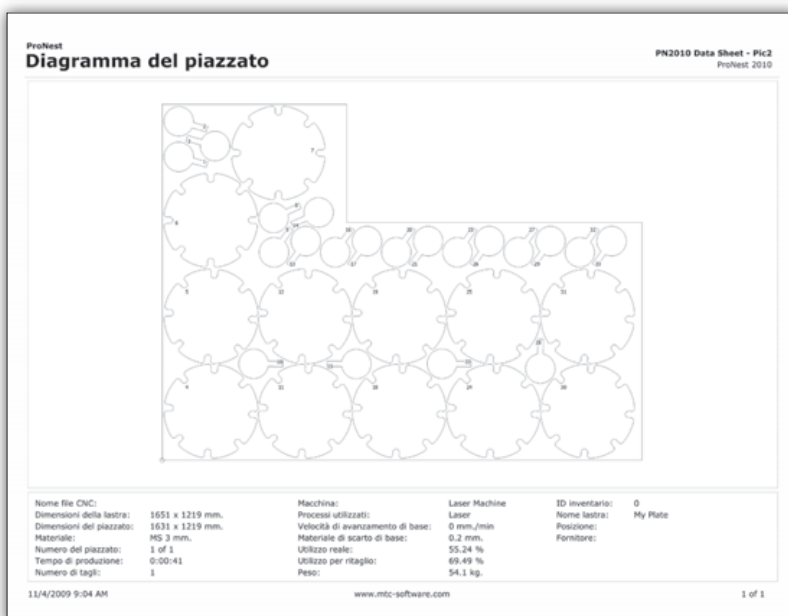 ProNest
Diagramma del piazzato
PN2010 Data Sheet - Pic2
ProNest 2010
Nome file CNC:
Dimensioni della lastra: 1651 x 1219 mm.
Dimensioni del piazzato: 1631 x 1219 mm.
Materiale: MS 3 mm.
Numero del piazzato: 1 of 1
Tempo di produzione: 0:00:41
Numero di tagli: 1
Macchina: Laser Machine
Processi utilizzati: Laser
Velocità di avanzamento di base: 0 mm./min
Materiale di scarto di base: 0.2 mm.
Utilizzo reale: 55.24 %
Utilizzo per ritaglio: 69.49 %
Peso: 54.1 kg.
ID inventario: 0
Nome lastra: My Plate
Posizione:
Fornitore:
11/4/2009 9:04 AM
www.mtc-software.com
1 of 1